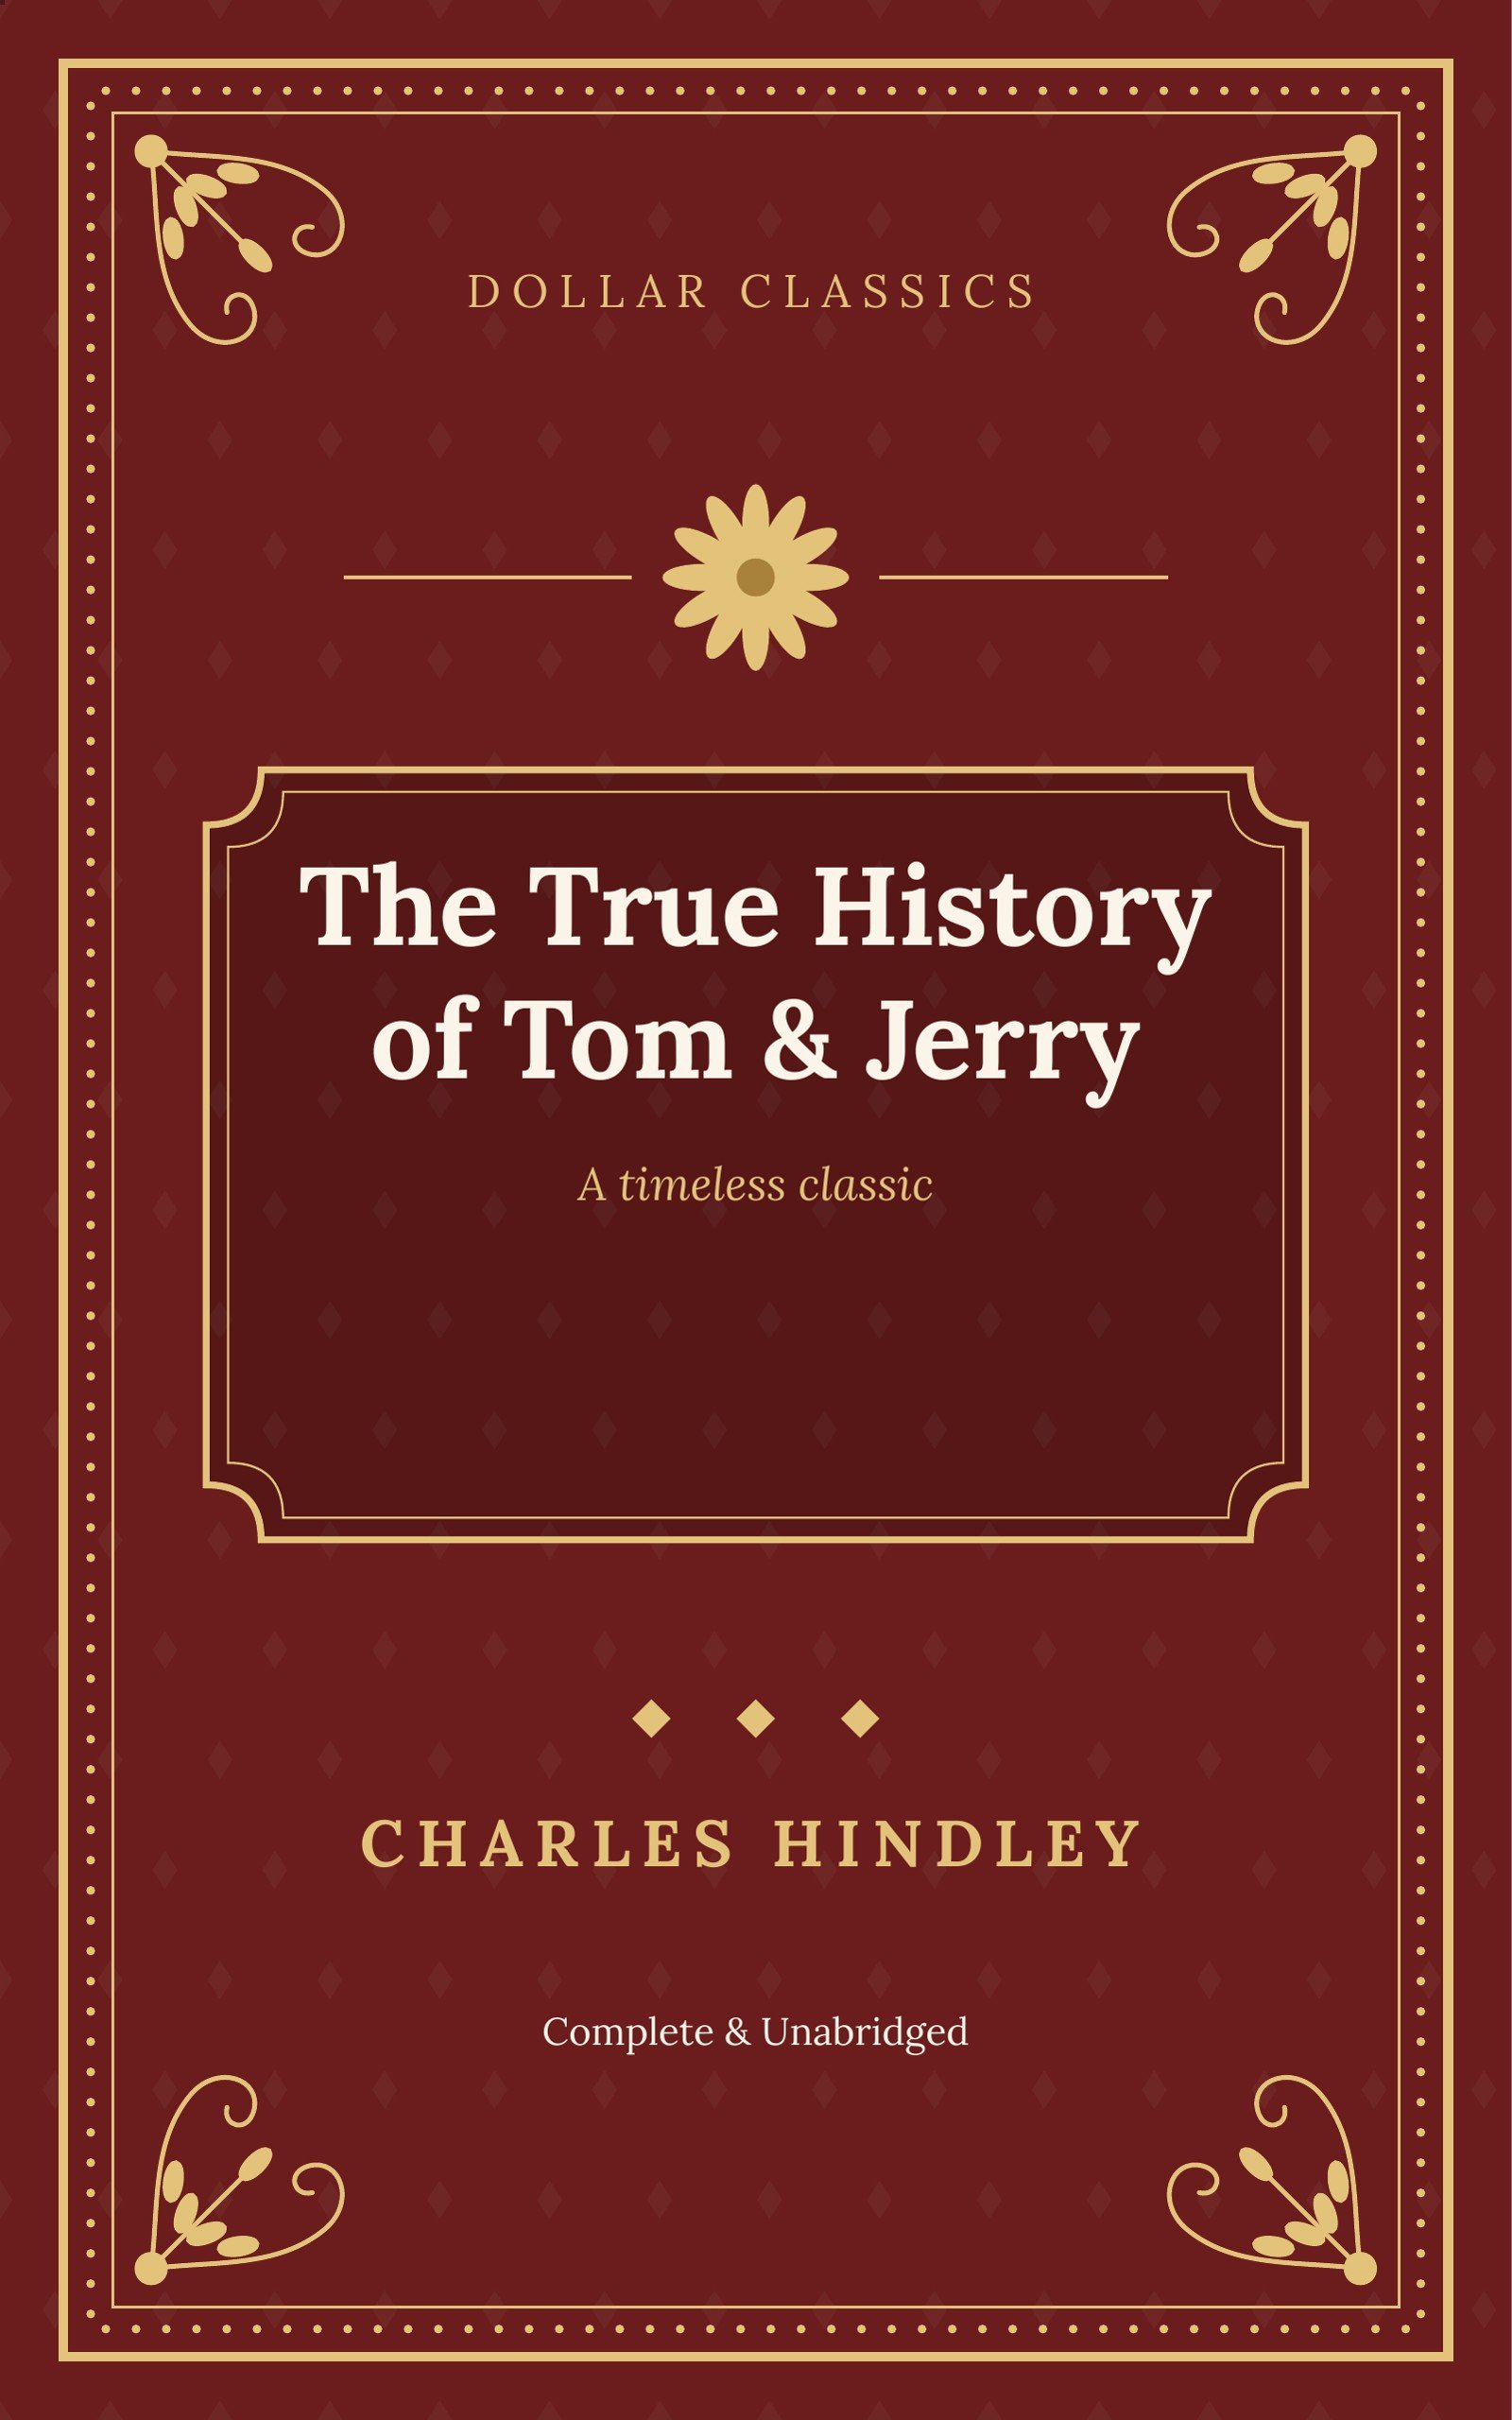 DOLLAR CLASSICS
The True History
of Tom & Jerry
A timeless classic
CHARLES HINDLEY
Complete & Unabridged